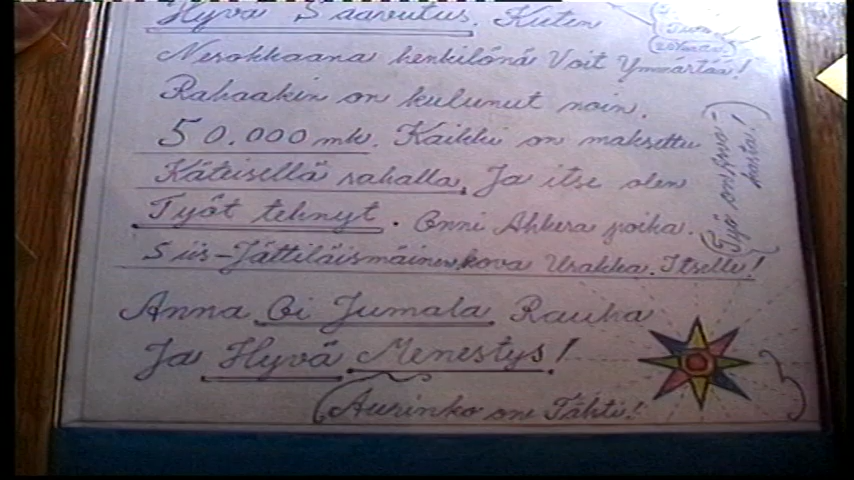 Hyvä Saavutus. Kuten
Nerokkaana henkilönä Voit Ymmärtää!
Rahaakin on kulunut noin.
50.000 mk. Kaikki on maksettu
Käteisellä rahalla. Ja itse olen
Työt tehnyt. Onni Ahkera poika.
Siis-Jättiläismäinen kova Urakka. Itselle!
Anna Oi Jumala Rauha
Ja Hyvä Menestys!
Aurinko on Tähti!
Työ on Arvo-
kasta!